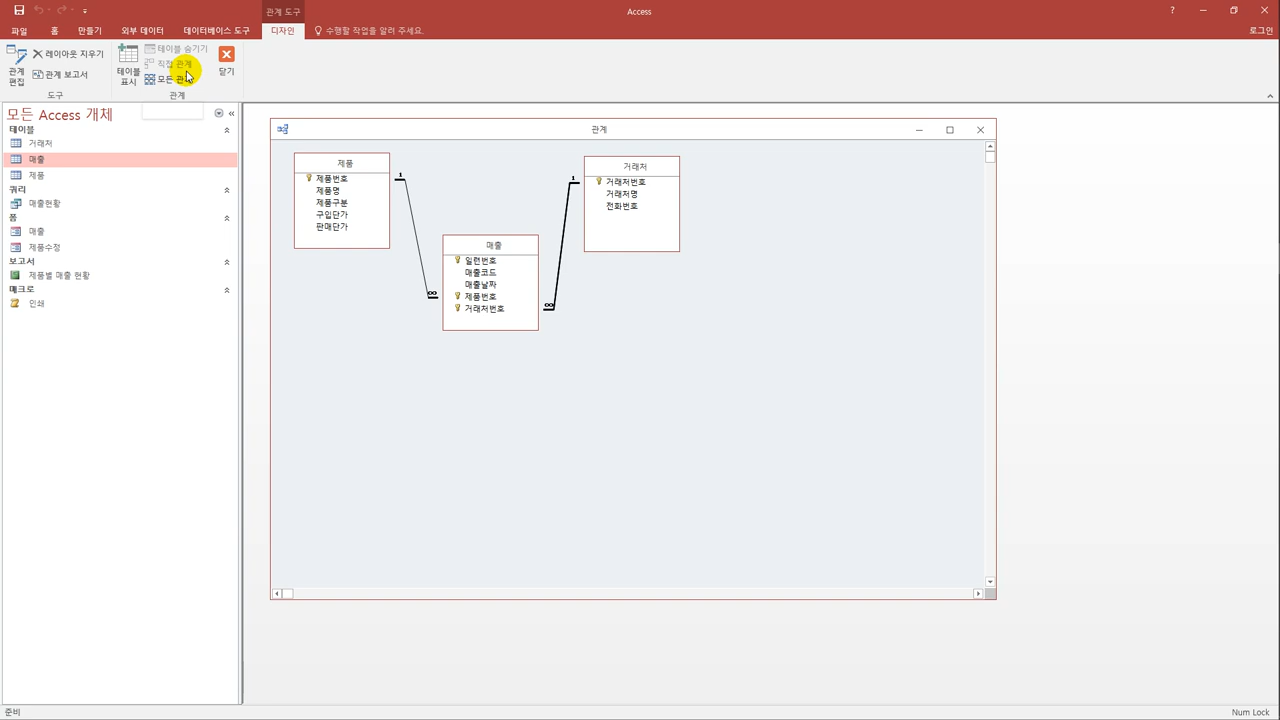 관계 도구
Access
?
파일
홈
만들기
외부 데이터
데이터베이스 도구
디자인
수행할 작업을 알려 주세요.
로그인
관계
편집
레이아웃 지우기
관계 보고서
도구
테이블
표시
테이블 숨기기
직접 관계
모든 관계
관계
닫기
모든 Access 개체
테이블
거래처
매출
제품
쿼리
매출현황
폼
매출
제품수정
보고서
제품별 매출 현황
매크로
인쇄
관계
제품
제품번호
제품명
제품구분
구입단가
판매단가
1
∞
매출
일련번호
매출코드
매출날짜
제품번호
거래처번호
1
∞
거래처
거래처번호
거래처명
전화번호
준비
Num Lock